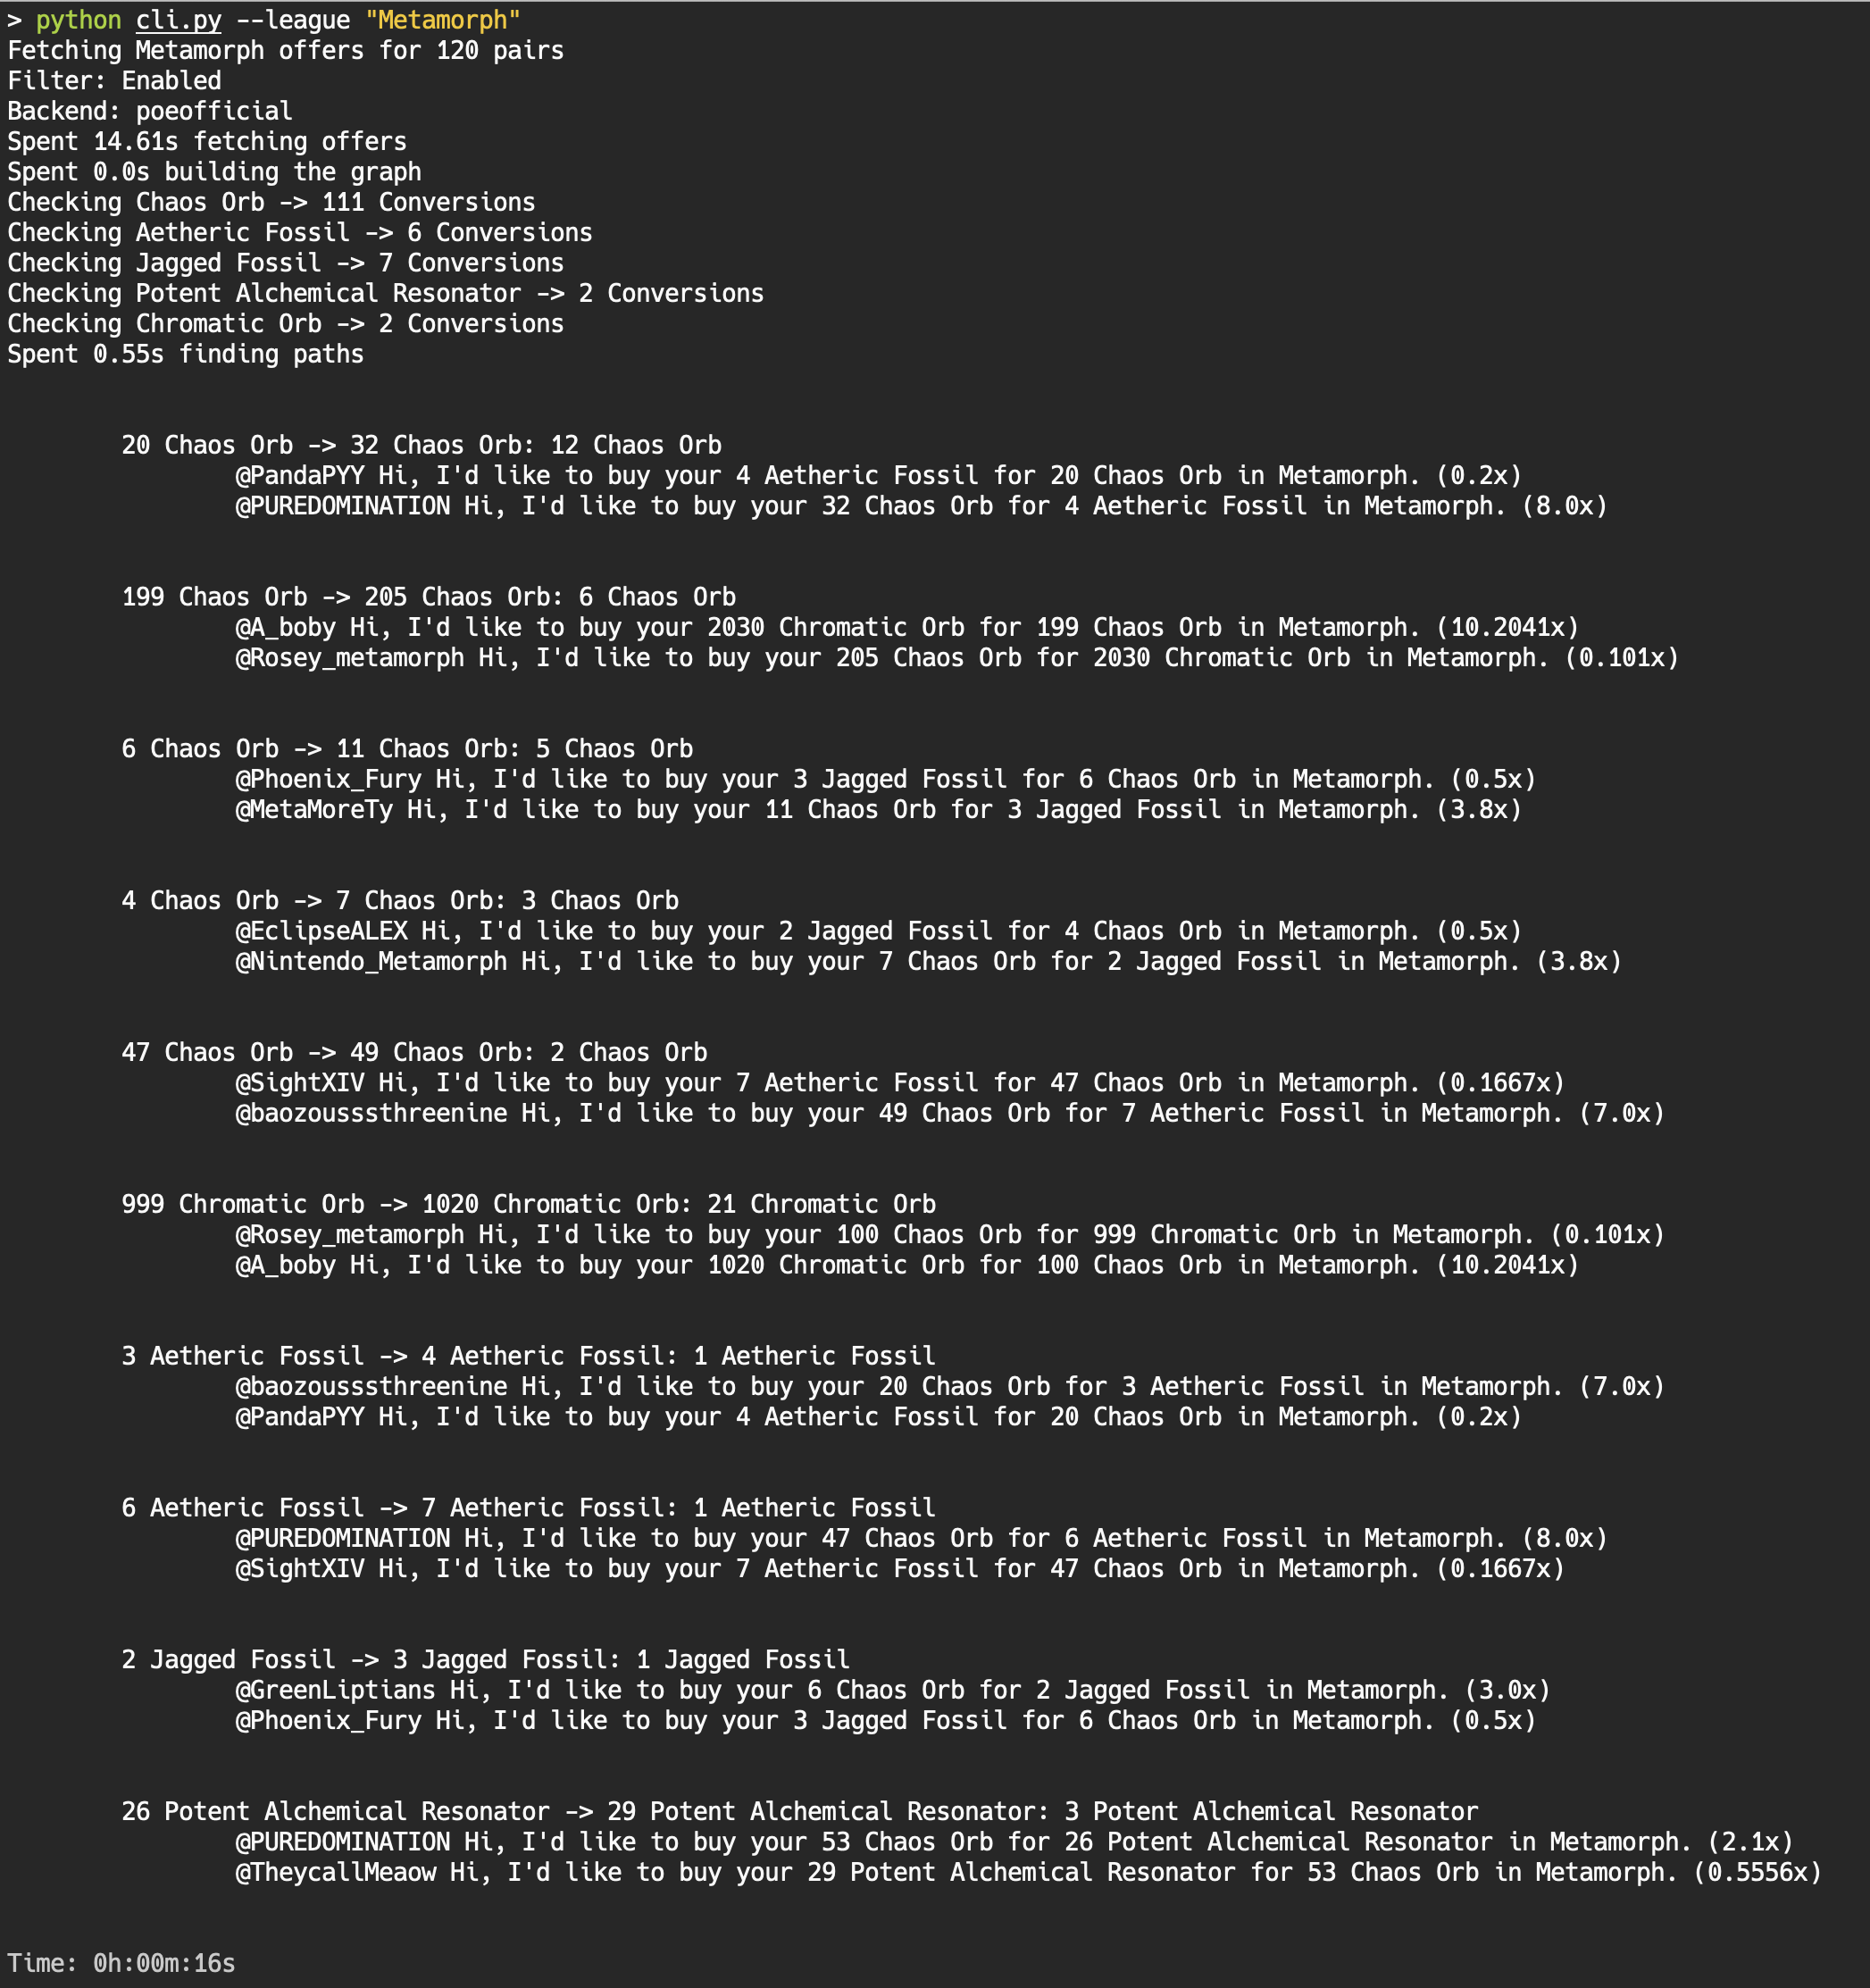 > python cli.py --league "Metamorph"
Fetching Metamorph offers for 120 pairs
Filter: Enabled
Backend: poeofficial
Spent 14.61s fetching offers
Spent 0.0s building the graph
Checking Chaos Orb -> 111 Conversions
Checking Aetheric Fossil -> 6 Conversions
Checking Jagged Fossil -> 7 Conversions
Checking Potent Alchemical Resonator -> 2 Conversions
Checking Chromatic Orb -> 2 Conversions
Spent 0.55s finding paths
20 Chaos Orb -> 32 Chaos Orb: 12 Chaos Orb
@PandaPYY Hi, I'd like to buy your 4 Aetheric Fossil for 20 Chaos Orb in Metamorph. (0.2x)
@PUREDOMINATION Hi, I'd like to buy your 32 Chaos Orb for 4 Aetheric Fossil in Metamorph. (8.0x)
199 Chaos Orb -> 205 Chaos Orb: 6 Chaos Orb
@A_boby Hi, I'd like to buy your 2030 Chromatic Orb for 199 Chaos Orb in Metamorph. (10.2041x)
@Rosey_metamorph Hi, I'd like to buy your 205 Chaos Orb for 2030 Chromatic Orb in Metamorph. (0.101x)
6 Chaos Orb -> 11 Chaos Orb: 5 Chaos Orb
@Phoenix_Fury Hi, I'd like to buy your 3 Jagged Fossil for 6 Chaos Orb in Metamorph. (0.5x)
@MetaMoreTy Hi, I'd like to buy your 11 Chaos Orb for 3 Jagged Fossil in Metamorph. (3.8x)
4 Chaos Orb -> 7 Chaos Orb: 3 Chaos Orb
@EclipseALEX Hi, I'd like to buy your 2 Jagged Fossil for 4 Chaos Orb in Metamorph. (0.5x)
@Nintendo_Metamorph Hi, I'd like to buy your 7 Chaos Orb for 2 Jagged Fossil in Metamorph. (3.8x)
47 Chaos Orb -> 49 Chaos Orb: 2 Chaos Orb
@SightXIV Hi, I'd like to buy your 7 Aetheric Fossil for 47 Chaos Orb in Metamorph. (0.1667x)
@baozousssthreenine Hi, I'd like to buy your 49 Chaos Orb for 7 Aetheric Fossil in Metamorph. (7.0x)
999 Chromatic Orb -> 1020 Chromatic Orb: 21 Chromatic Orb
@Rosey_metamorph Hi, I'd like to buy your 100 Chaos Orb for 999 Chromatic Orb in Metamorph. (0.101x)
@A_boby Hi, I'd like to buy your 1020 Chromatic Orb for 100 Chaos Orb in Metamorph. (10.2041x)
3 Aetheric Fossil -> 4 Aetheric Fossil: 1 Aetheric Fossil
@baozousssthreenine Hi, I'd like to buy your 20 Chaos Orb for 3 Aetheric Fossil in Metamorph. (7.0x)
@PandaPYY Hi, I'd like to buy your 4 Aetheric Fossil for 20 Chaos Orb in Metamorph. (0.2x)
6 Aetheric Fossil -> 7 Aetheric Fossil: 1 Aetheric Fossil
@PUREDOMINATION Hi, I'd like to buy your 47 Chaos Orb for 6 Aetheric Fossil in Metamorph. (8.0x)
@SightXIV Hi, I'd like to buy your 7 Aetheric Fossil for 47 Chaos Orb in Metamorph. (0.1667x)
2 Jagged Fossil -> 3 Jagged Fossil: 1 Jagged Fossil
@GreenLiptians Hi, I'd like to buy your 6 Chaos Orb for 2 Jagged Fossil in Metamorph. (3.0x)
@Phoenix_Fury Hi, I'd like to buy your 3 Jagged Fossil for 6 Chaos Orb in Metamorph. (0.5x)
26 Potent Alchemical Resonator -> 29 Potent Alchemical Resonator: 3 Potent Alchemical Resonator
@PUREDOMINATION Hi, I'd like to buy your 53 Chaos Orb for 26 Potent Alchemical Resonator in Metamorph. (2.1x)
@TheycallMeaow Hi, I'd like to buy your 29 Potent Alchemical Resonator for 53 Chaos Orb in Metamorph. (0.5556x)
Time: 0h:00m:16s